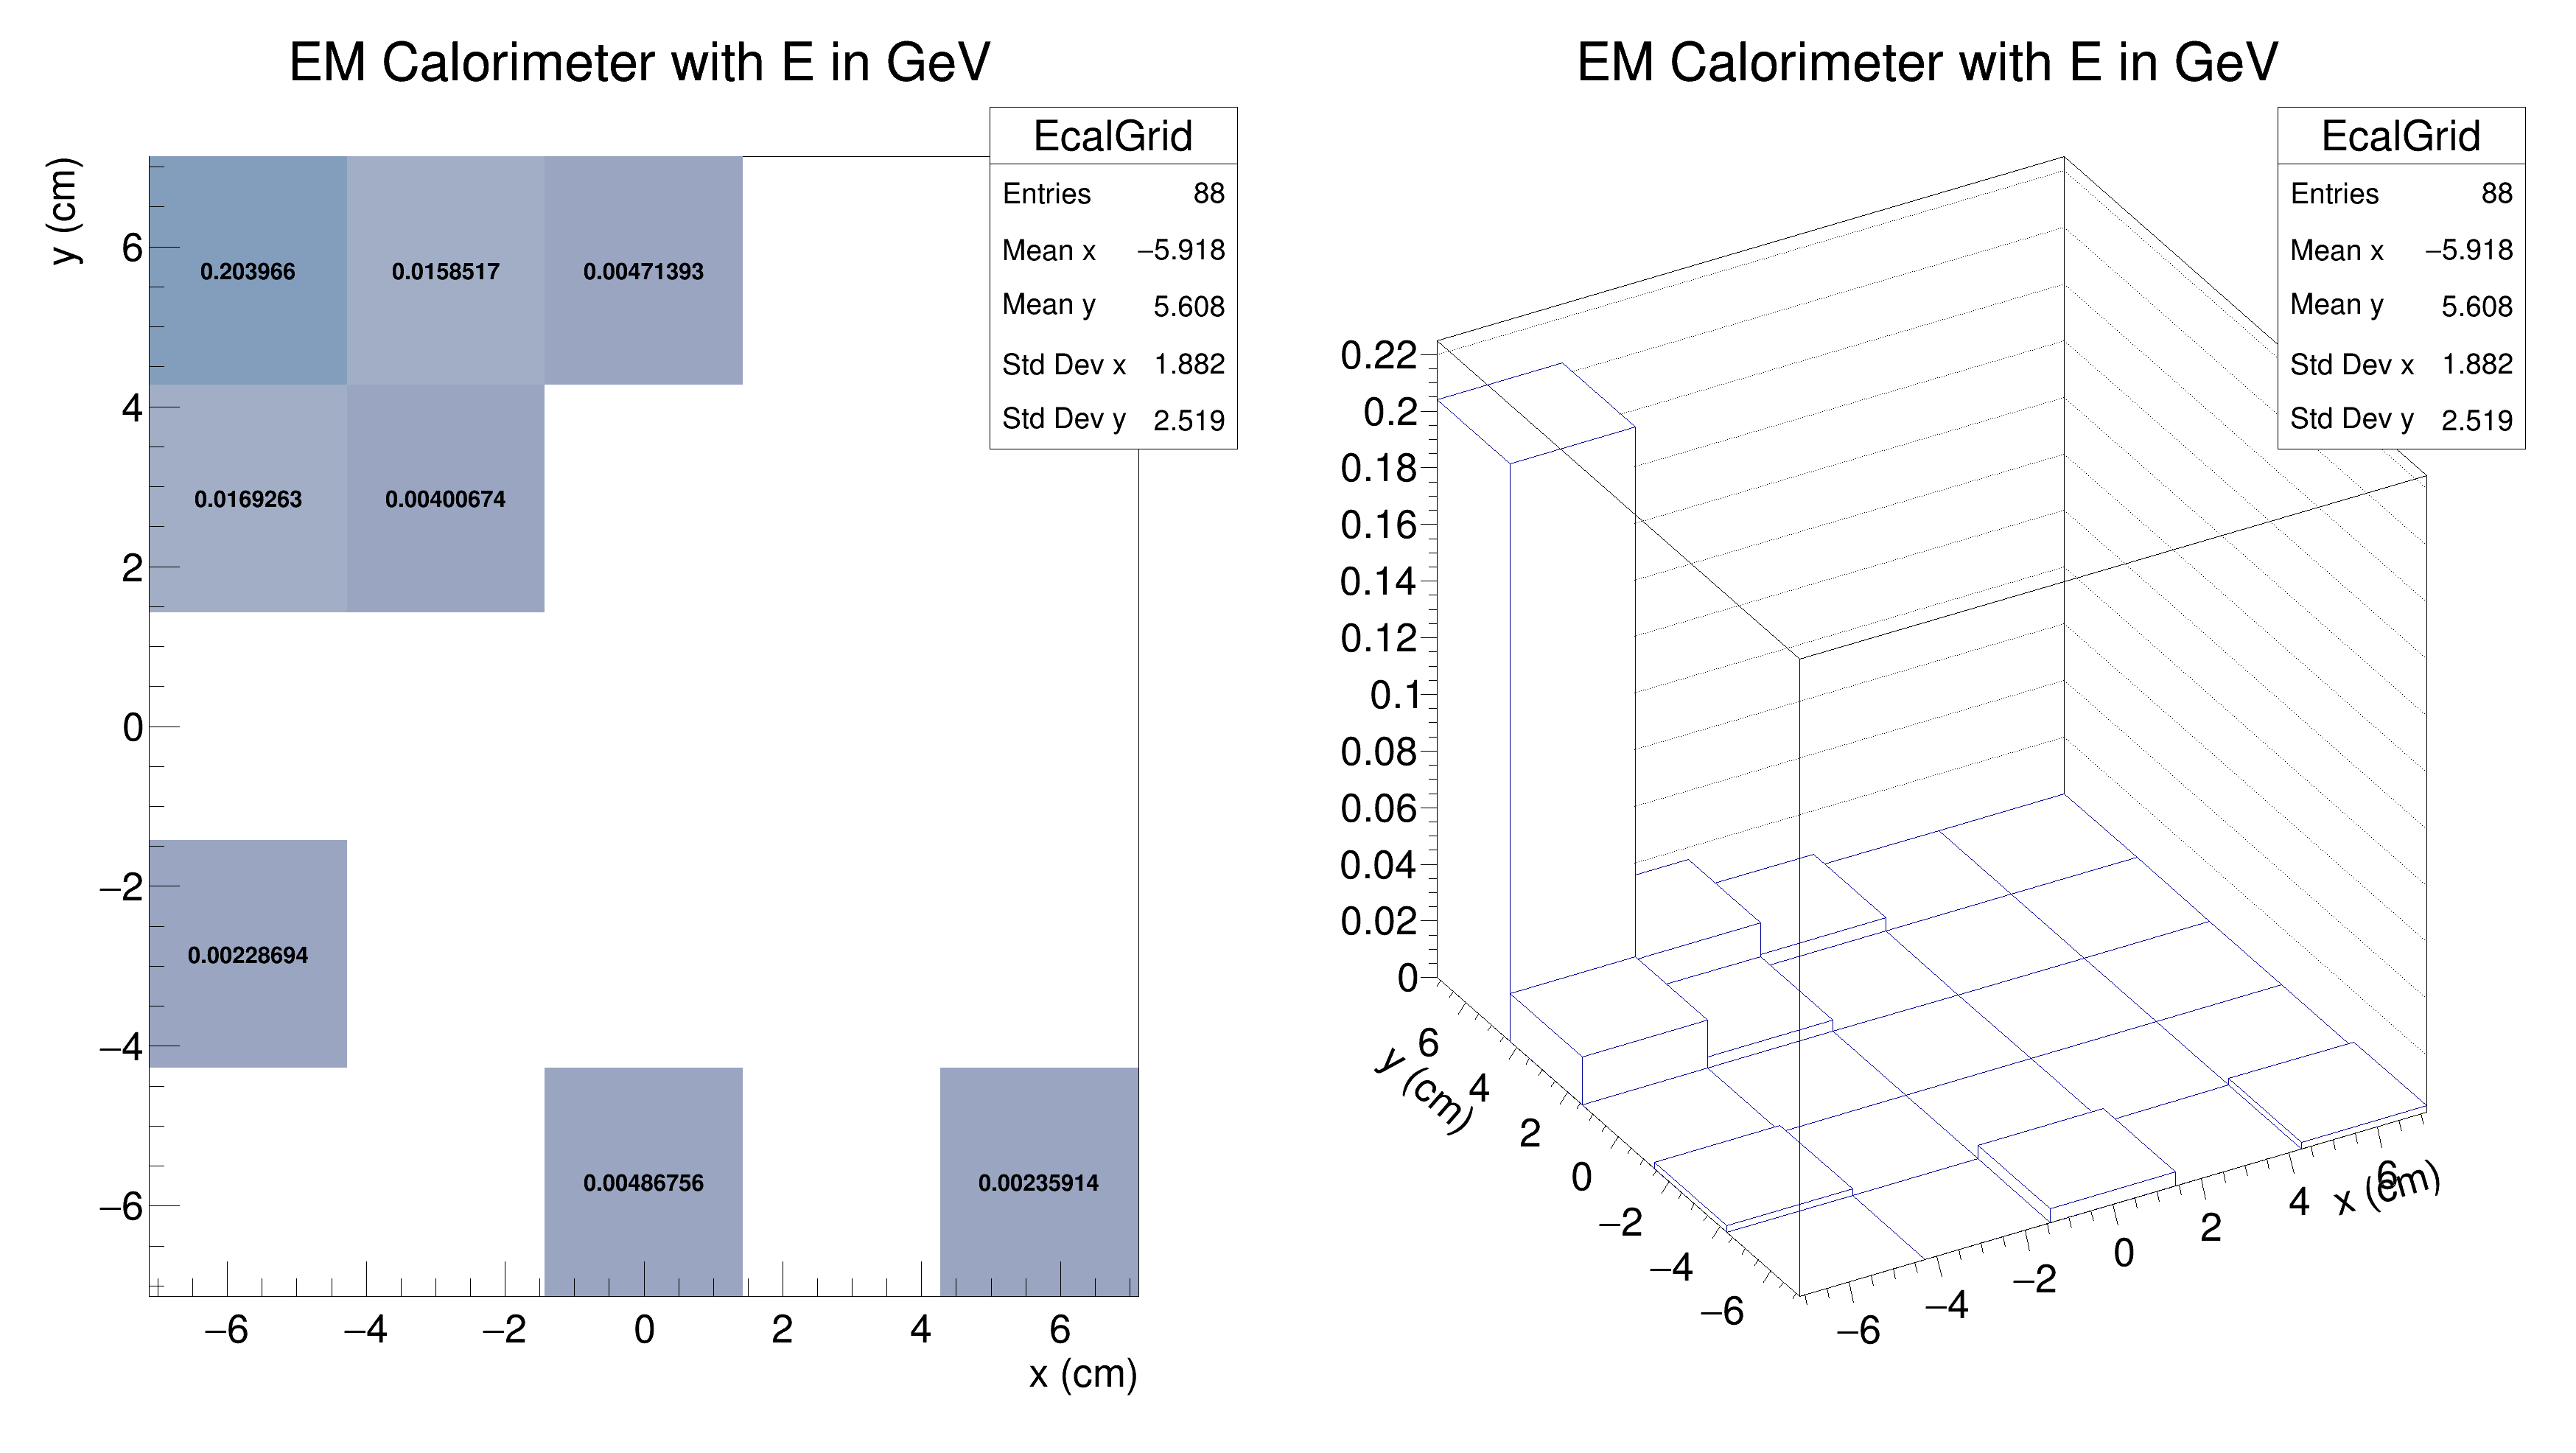 EM Calorimeter with E in GeV
EcalGrid
Entries 88
Mean x −5.918
Mean y 5.608
Std Dev x 1.882
Std Dev y 2.519
y (cm)
6
4
2
0
−2
−4
−6
0.203966 0.0158517 0.00471393
0.0169263 0.00400674
0.00228694
0.00486756 0.00235914
−6 −4 −2 0 2 4 6
x (cm)
EM Calorimeter with E in GeV
EcalGrid
Entries 88
Mean x −5.918
Mean y 5.608
Std Dev x 1.882
Std Dev y 2.519
0.22
0.2
0.18
0.16
0.14
0.12
0.1
0.08
0.06
0.04
0.02
0
6
4
2
0
−2
−4
−6
y (cm)
−6
−4
−2
0
2
4
6
x (cm)